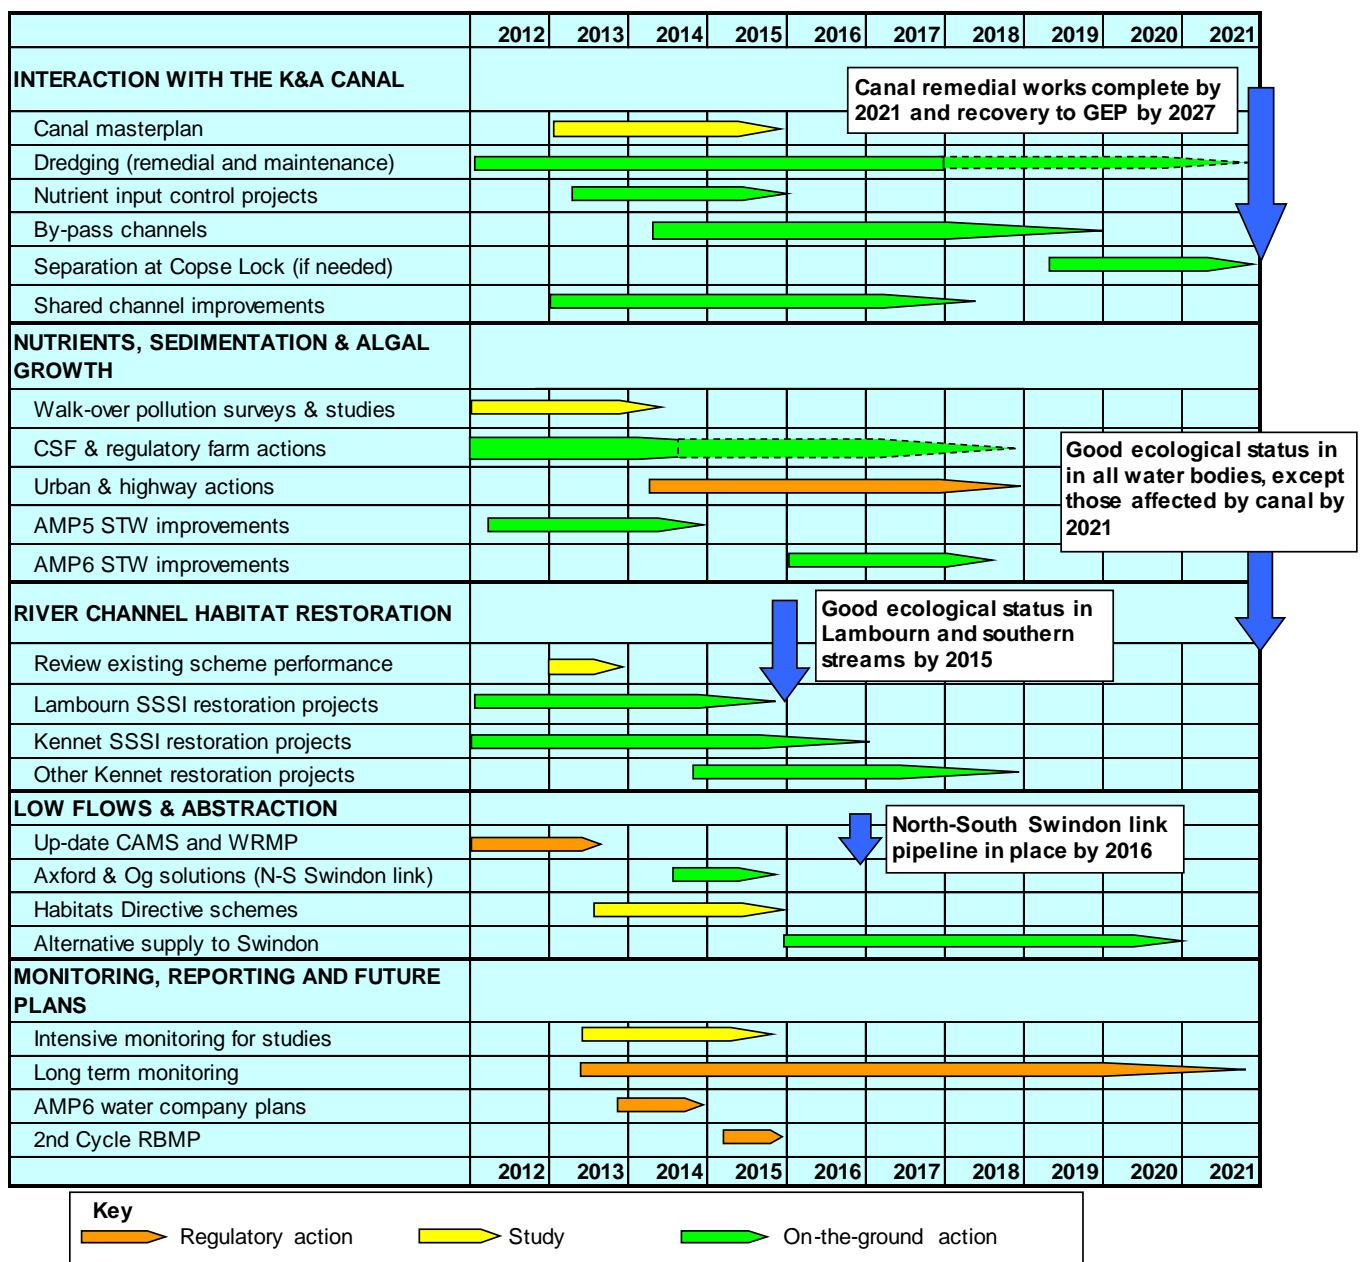 2012 2013 2014 2015 2016 2017 2018 2019 2020 2021
INTERACTION WITH THE K&A CANAL
Canal remedial works complete by
2021 and recovery to GEP by 2027
Canal masterplan
Dredging (remedial and maintenance)
Nutrient input control projects
By-pass channels
Separation at Copse Lock (if needed)
Shared channel improvements
NUTRIENTS, SEDIMENTATION & ALGAL
GROWTH
Walk-over pollution surveys & studies
CSF & regulatory farm actions
Urban & highway actions
AMP5 STW improvements
AMP6 STW improvements
Good ecological status in
in all water bodies, except
those affected by canal by
2021
RIVER CHANNEL HABITAT RESTORATION
Good ecological status in
Lambourn and southern
streams by 2015
Review existing scheme performance
Lambourn SSSI restoration projects
Kennet SSSI restoration projects
Other Kennet restoration projects
LOW FLOWS & ABSTRACTION
North-South Swindon link
pipeline in place by 2016
Up-date CAMS and WRMP
Axford & Og solutions (N-S Swindon link)
Habitats Directive schemes
Alternative supply to Swindon
MONITORING, REPORTING AND FUTURE
PLANS
Intensive monitoring for studies
Long term monitoring
AMP6 water company plans
2nd Cycle RBMP
2012 2013 2014 2015 2016 2017 2018 2019 2020 2021
Key
Regulatory action Study On-the-ground action